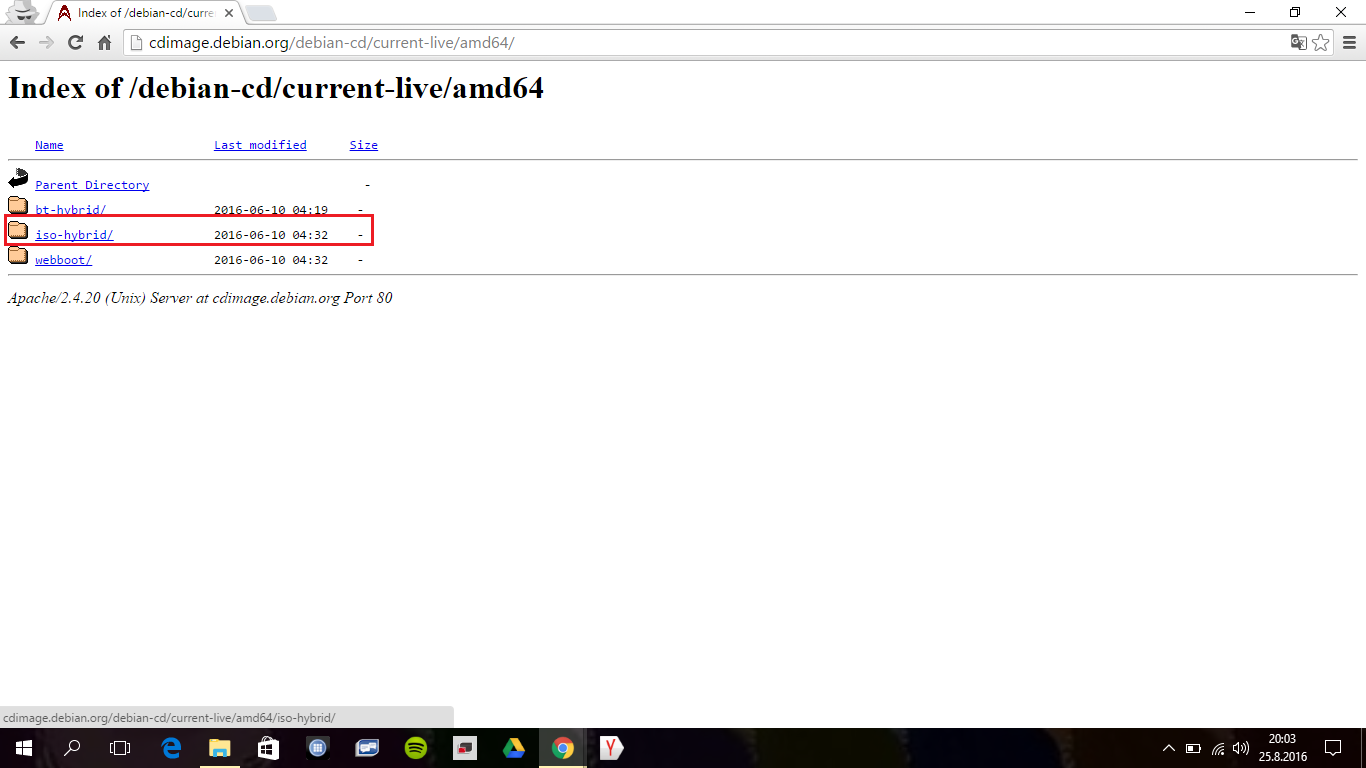 Index of /debian-cd/curre
cdimage.debian.org/debian-cd/current-live/amd64/
Index of /debian-cd/current-live/amd64
Name Last modified Size
Parent Directory -
bt-hybrid/ 2016-06-10 04:19 -
iso-hybrid/ 2016-06-10 04:32 -
webboot/ 2016-06-10 04:32 -
Apache/2.4.20 (Unix) Server at cdimage.debian.org Port 80
cdimage.debian.org/debian-cd/current-live/amd64/iso-hybrid/
20:03
25.8.2016